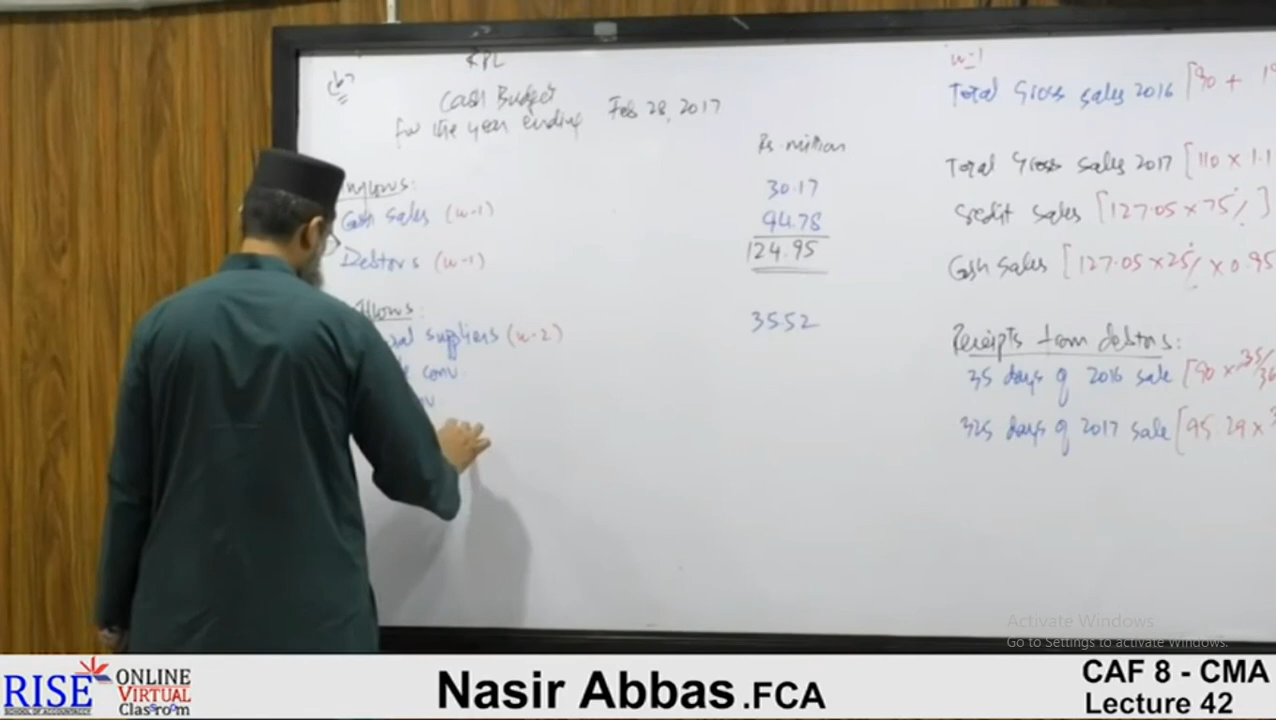 KPL
Cash Budget
for the year ending Feb 28, 2017
Rs. million
30.17
Cash sales (w-1)
94.78
Debtors (w-1)
124.95
suppliers (w-2)
35.52
conv.
w-1
Total Gross sales 2016 [90 +
Total Gross sales 2017 [110 x 1.1
Credit sales [127.05 x 75%]
Cash sales [127.05 x 25% x 0.95
Receipts from debtors:
35 days of 2016 sale [90 x 35/
325 days of 2017 sale [95.29 x
Activate Windows
Go to Settings to activate Windows.
RISE
SCHOOL OF ACCOUNTANCY
ONLINE
VIRTUAL
Classroom
Nasir Abbas.FCA
CAF 8 - CMA
Lecture 42